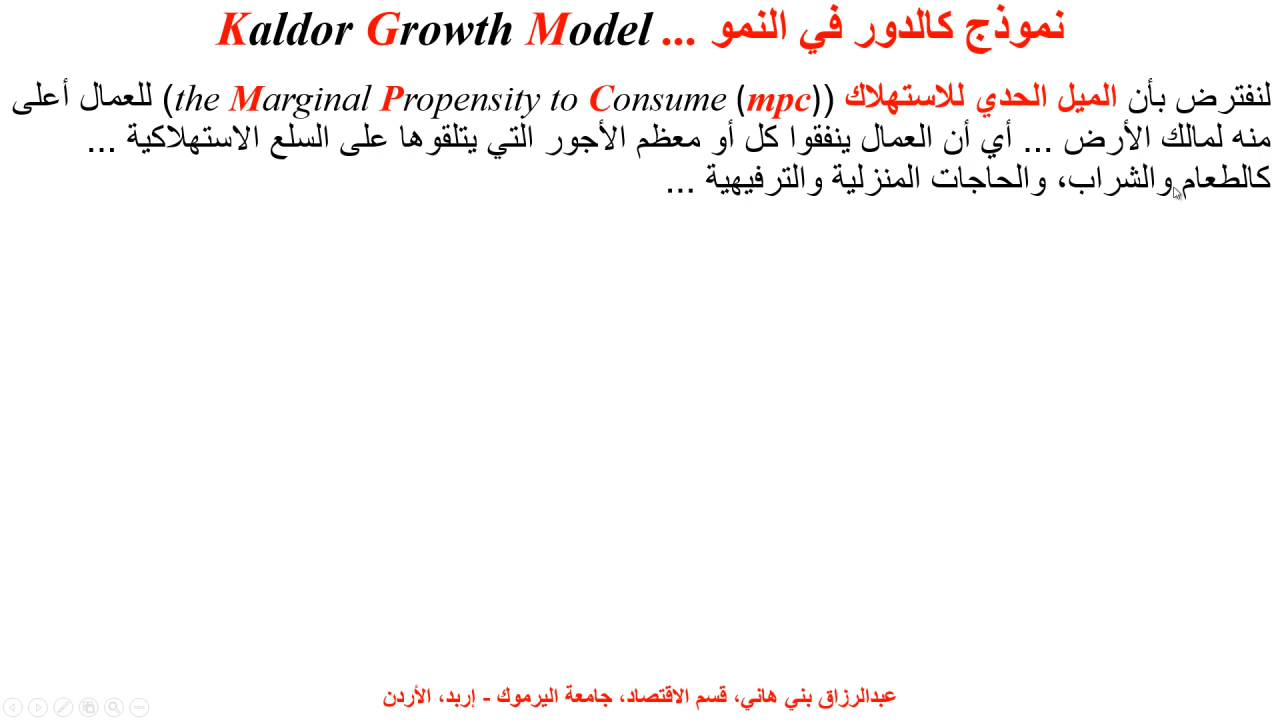 نموذج كالدور في النمو ... Kaldor Growth Model
لنفترض بأن الميل الحدي للاستهلاك (the Marginal Propensity to Consume (mpc)) للعمال أعلى
منه لمالك الأرض ... أي أن العمال ينفقوا كل أو معظم الأجور التي يتلقوها على السلع الاستهلاكية ...
كالطعام والشراب، والحاجات المنزلية والترفيهية ...
عبدالرزاق بني هاني، قسم الاقتصاد، جامعة اليرموك - إربد، الأردن